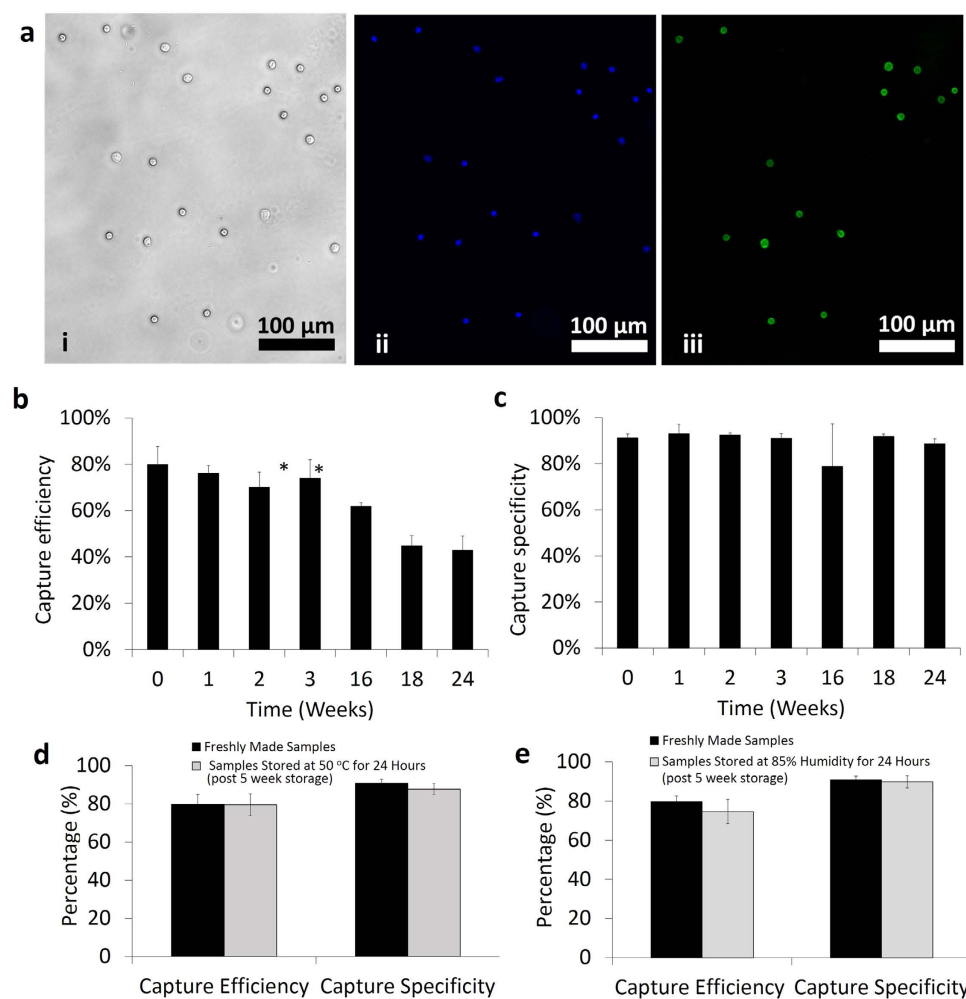 a
i
100 µm
ii
100 µm
iii
100 µm
b
100%
80%
60%
40%
20%
0%
Capture efficiency
* *
0 1 2 3 16 18 24
Time (Weeks)
c
100%
80%
60%
40%
20%
0%
Capture specificity
0 1 2 3 16 18 24
Time (Weeks)
d
Freshly Made Samples
Samples Stored at 50 °C for 24 Hours
(post 5 week storage)
100
80
60
40
20
0
Percentage (%)
Capture Efficiency Capture Specificity
e
Freshly Made Samples
Samples Stored at 85% Humidity for 24 Hours
(post 5 week storage)
100
80
60
40
20
0
Percentage (%)
Capture Efficiency Capture Specificity